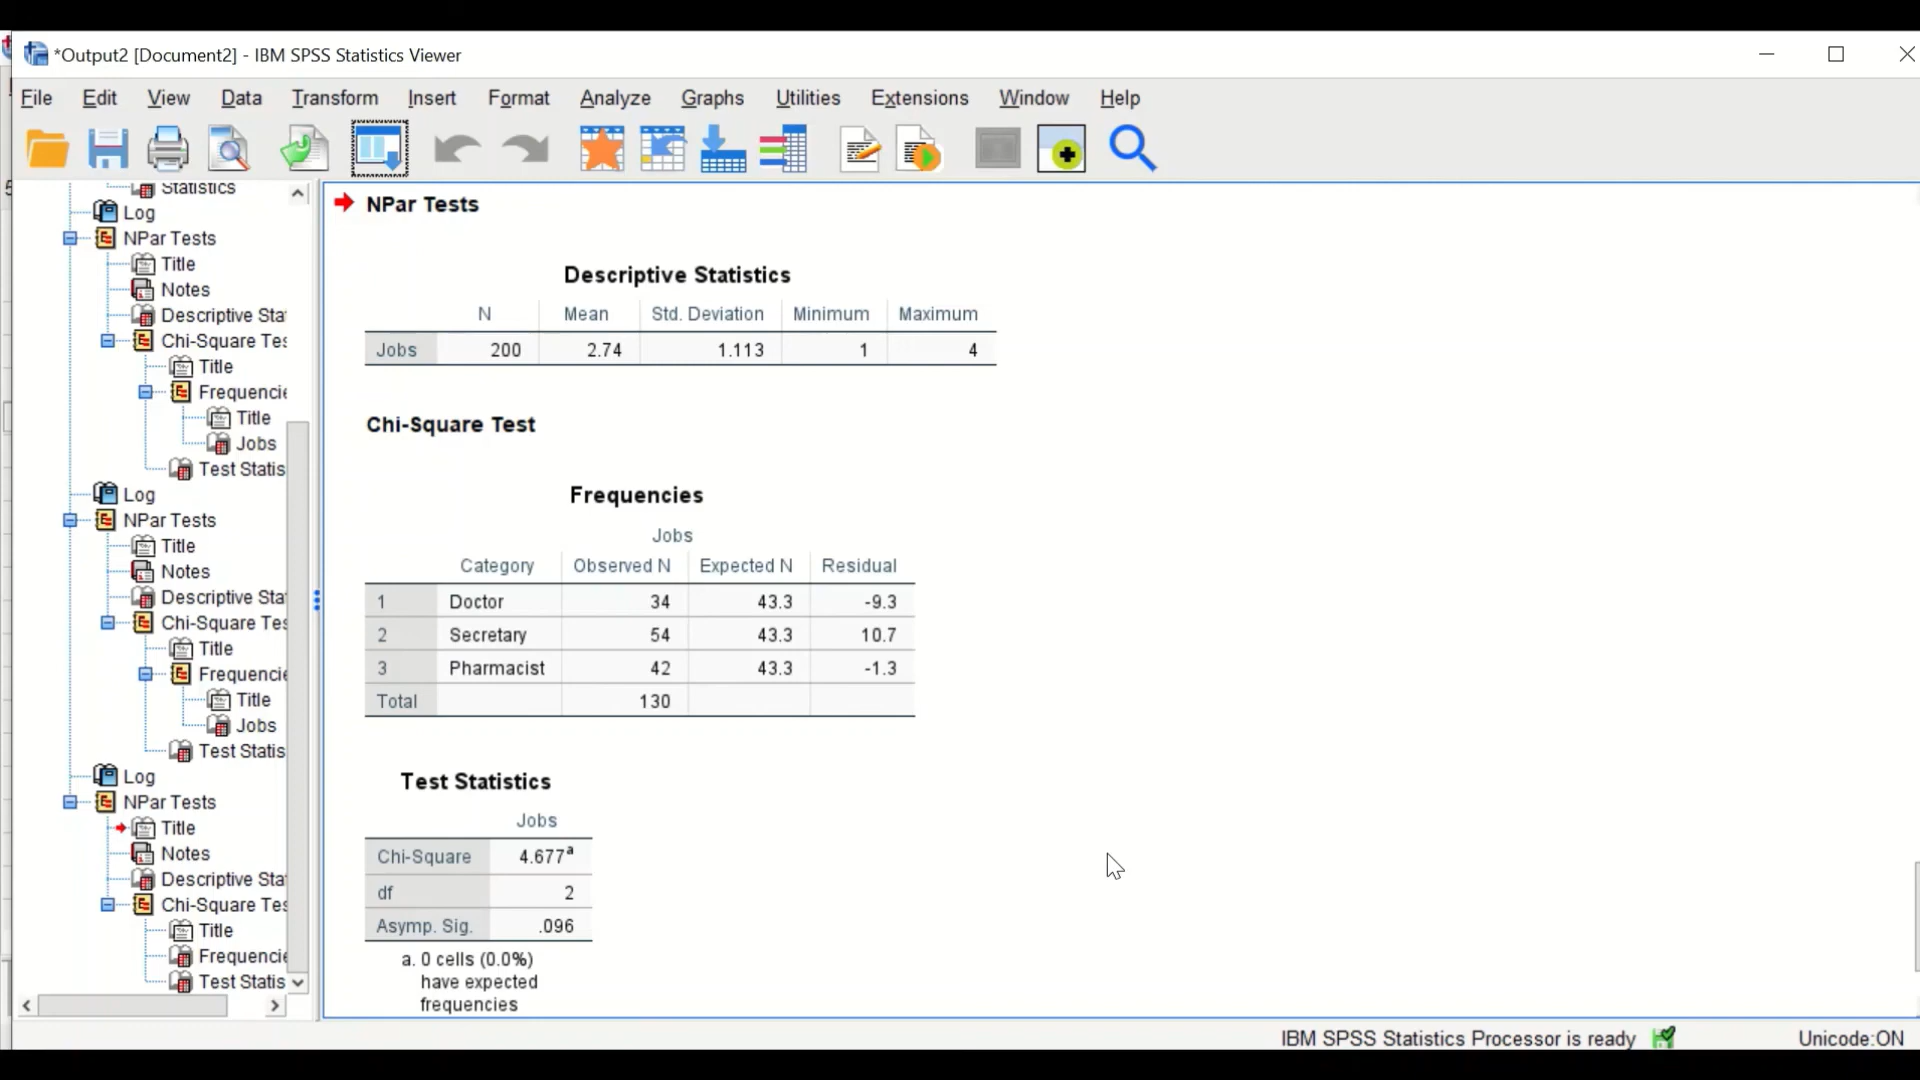 *Output2 [Document2] - IBM SPSS Statistics Viewer
File Edit View Data Transform Insert Format Analyze Graphs Utilities Extensions Window Help
Statistics
Log
NPar Tests
Title
Notes
Descriptive Sta
Chi-Square Tes
Title
Frequencie
Title
Jobs
Test Statis
Log
NPar Tests
Title
Notes
Descriptive Sta
Chi-Square Tes
Title
Frequencie
Title
Jobs
Test Statis
Log
NPar Tests
Title
Notes
Descriptive Sta
Chi-Square Tes
Title
Frequencie
Test Statis
NPar Tests
Descriptive Statistics
N Mean Std. Deviation Minimum Maximum
Jobs 200 2.74 1.113 1 4
Chi-Square Test
Frequencies
Jobs
Category Observed N Expected N Residual
1 Doctor 34 43.3 -9.3
2 Secretary 54 43.3 10.7
3 Pharmacist 42 43.3 -1.3
Total 130
Test Statistics
Jobs
Chi-Square 4.677a
df 2
Asymp. Sig. .096
a. 0 cells (0.0%)
have expected
frequencies
IBM SPSS Statistics Processor is ready Unicode:ON